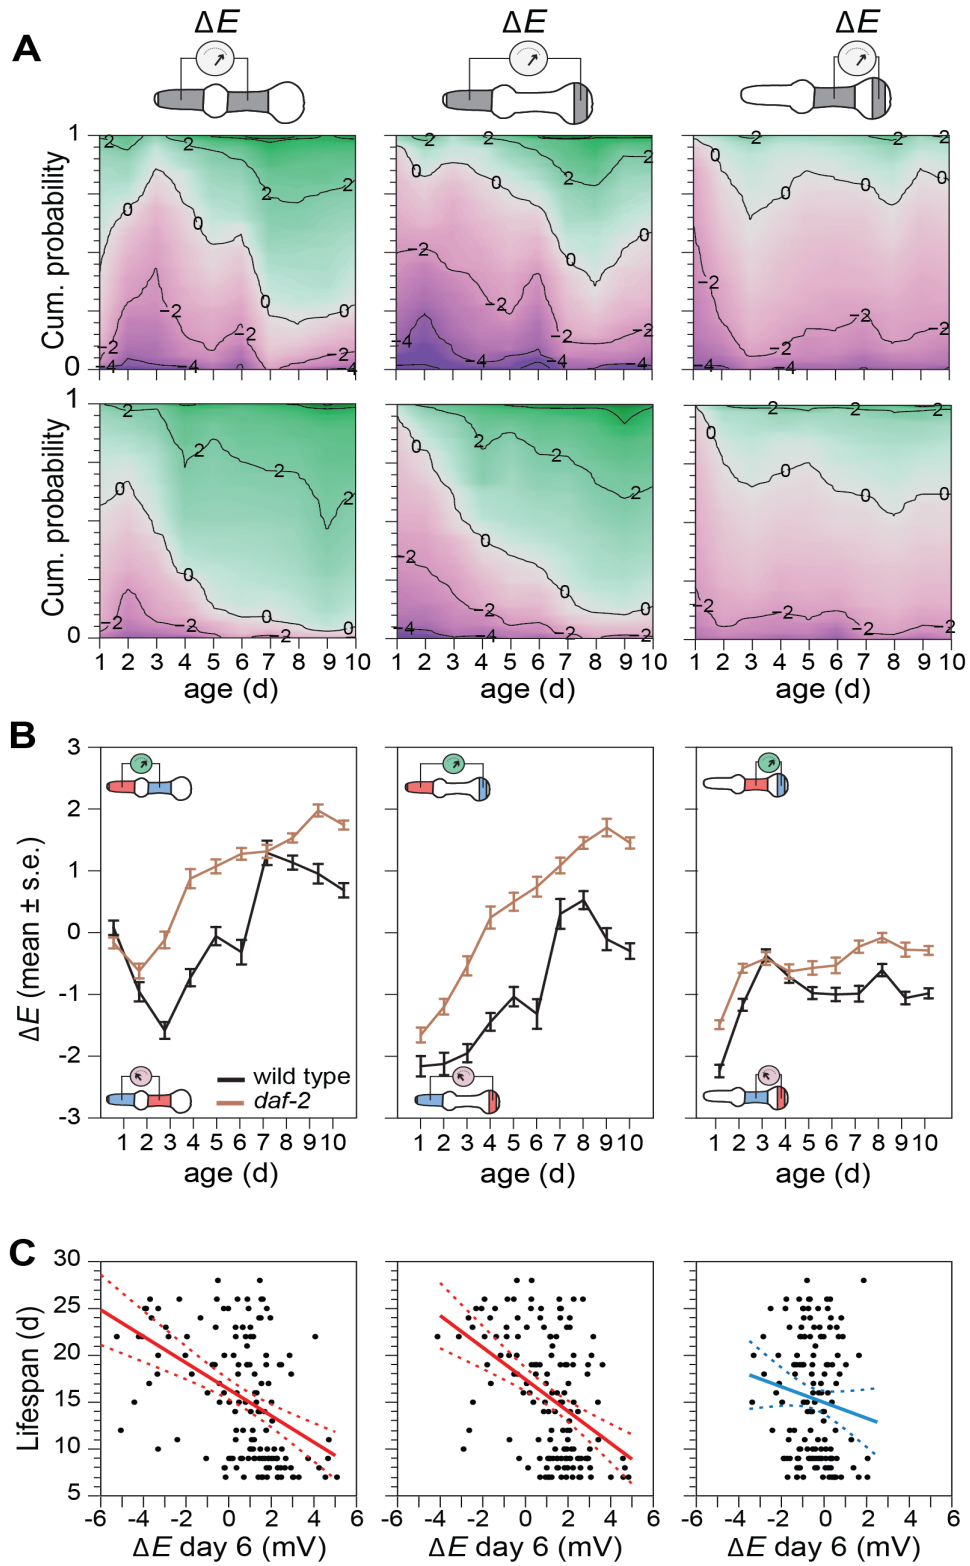 A
ΔE ΔE ΔE
Cum. probability
1
0
2 2 2 0 0 0 0 -2 -2 -2 -2 -4 -4
2 2 0 0 0 0 -2 -2 -2 -4 -4
2 2 0 0 0 -2 -2 -2 -4
Cum. probability
1
0
2 2 2 2 0 0 0 0 -2 -2
2 2 2 0 0 0 -2 -2 -4 -4
2 2 0 0 0 0 -2 -2 -2
1 2 3 4 5 6 7 8 9 10
1 2 3 4 5 6 7 8 9 10
1 2 3 4 5 6 7 8 9 10
age (d) age (d) age (d)
B
ΔE (mean ± s.e.)
3
2
1
0
-1
-2
-3
wild type
daf-2
1 2 3 4 5 6 7 8 9 10
1 2 3 4 5 6 7 8 9 10
1 2 3 4 5 6 7 8 9 10
age (d) age (d) age (d)
C
Lifespan (d)
30
25
20
15
10
5
-6 -4 -2 0 2 4 6
-6 -4 -2 0 2 4 6
-6 -4 -2 0 2 4 6
ΔE day 6 (mV) ΔE day 6 (mV) ΔE day 6 (mV)